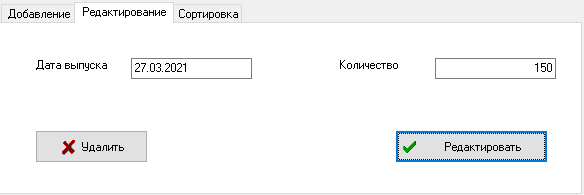 Добавление Редактирование Сортировка
Дата выпуска 27.03.2021 Количество 150
Удалить Редактировать